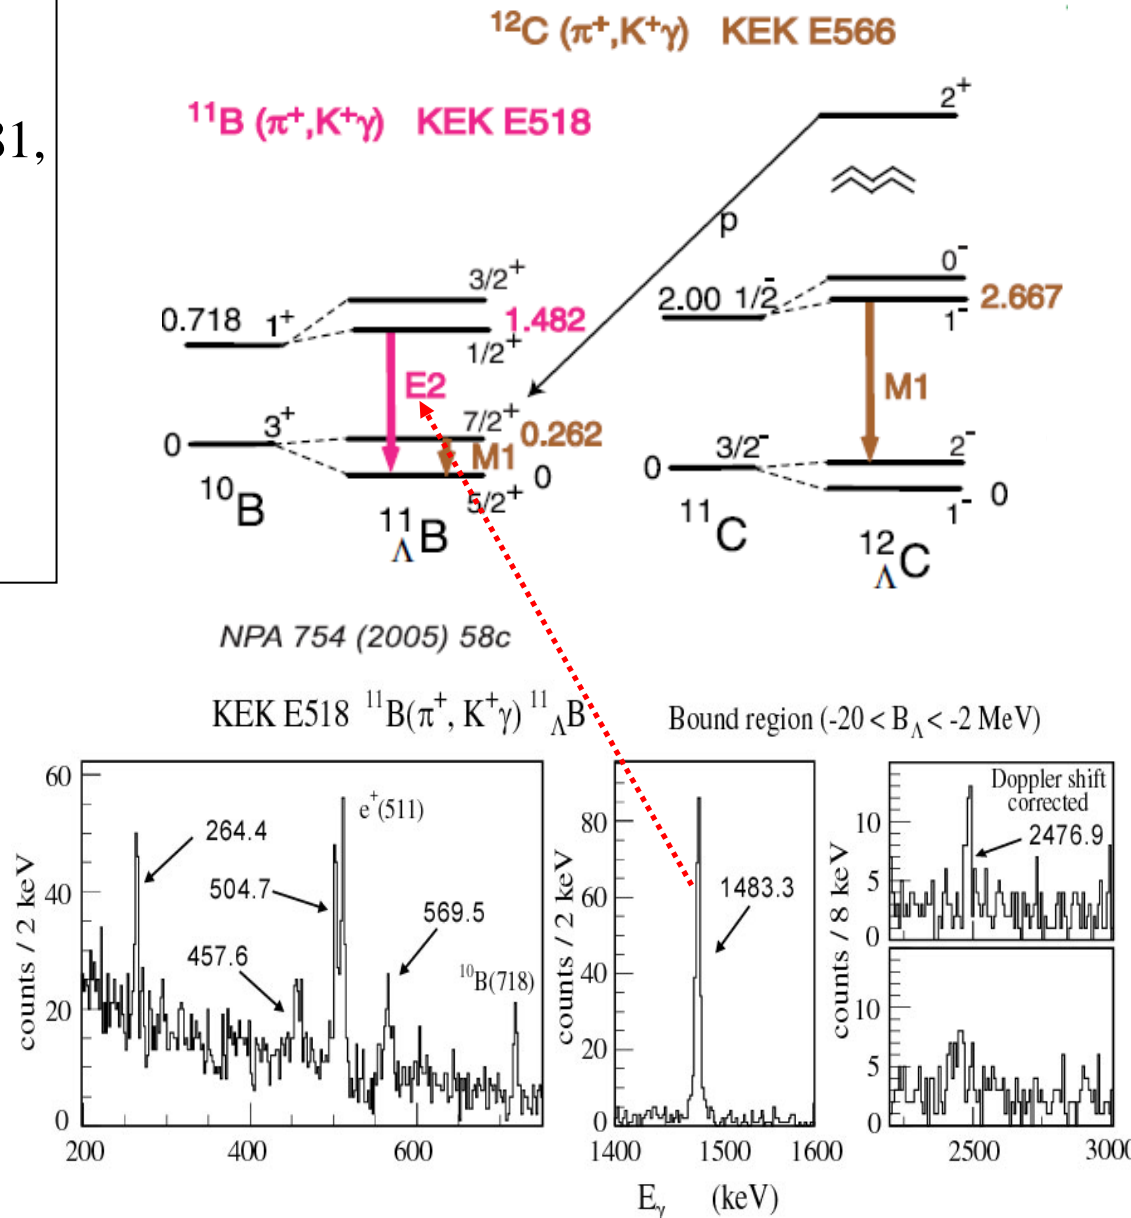 ¹²C (π⁺,K⁺γ) KEK E566
¹¹B (π⁺,K⁺γ) KEK E518
31,
2⁺
p
3/2⁺
0.718 1⁺
1.482
1/2⁺
E2
7/2⁺
0.262
3⁺
0
M1
0
5/2⁺
¹⁰B
¹¹ΛB
0⁻
2.00 1/2⁻
2.667
1⁻
M1
3/2⁻
2⁻
0
1⁻ 0
¹¹C
¹²ΛC
NPA 754 (2005) 58c
KEK E518 ¹¹B(π⁺, K⁺γ) ¹¹ΛB
Bound region (-20 < BΛ < -2 MeV)
counts / 2 keV
60
40
20
0
200 400 600
264.4
504.7
457.6
e⁺(511)
569.5
¹⁰B(718)
counts / 2 keV
80
60
40
20
0
1400 1500 1600
1483.3
Eγ (keV)
counts / 8 keV
10
5
0
Doppler shift
corrected
2476.9
10
5
0
2500 3000